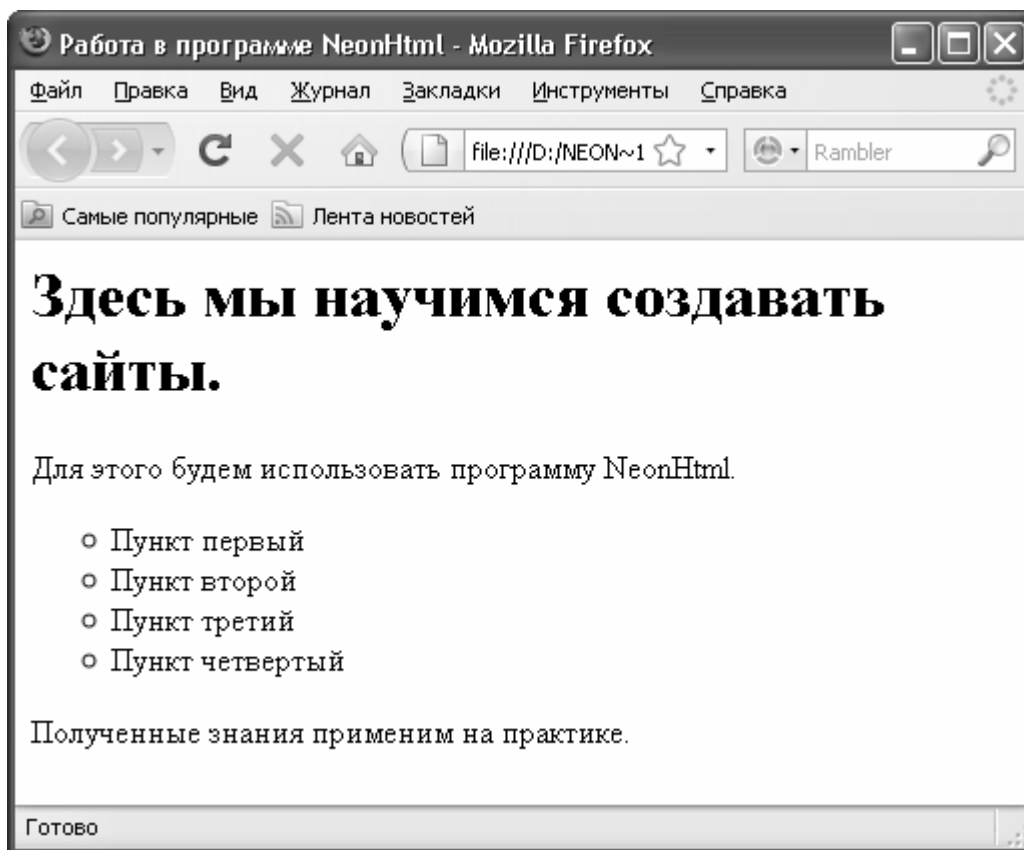 Работа в программе NeonHtml - Mozilla Firefox
Файл Правка Вид Журнал Закладки Инструменты Справка
file:///D:/NEON~1 Rambler
Самые популярные Лента новостей
Здесь мы научимся создавать
сайты.
Для этого будем использовать программу NeonHtml.
Пункт первый
Пункт второй
Пункт третий
Пункт четвертый
Полученные знания применим на практике.
Готово